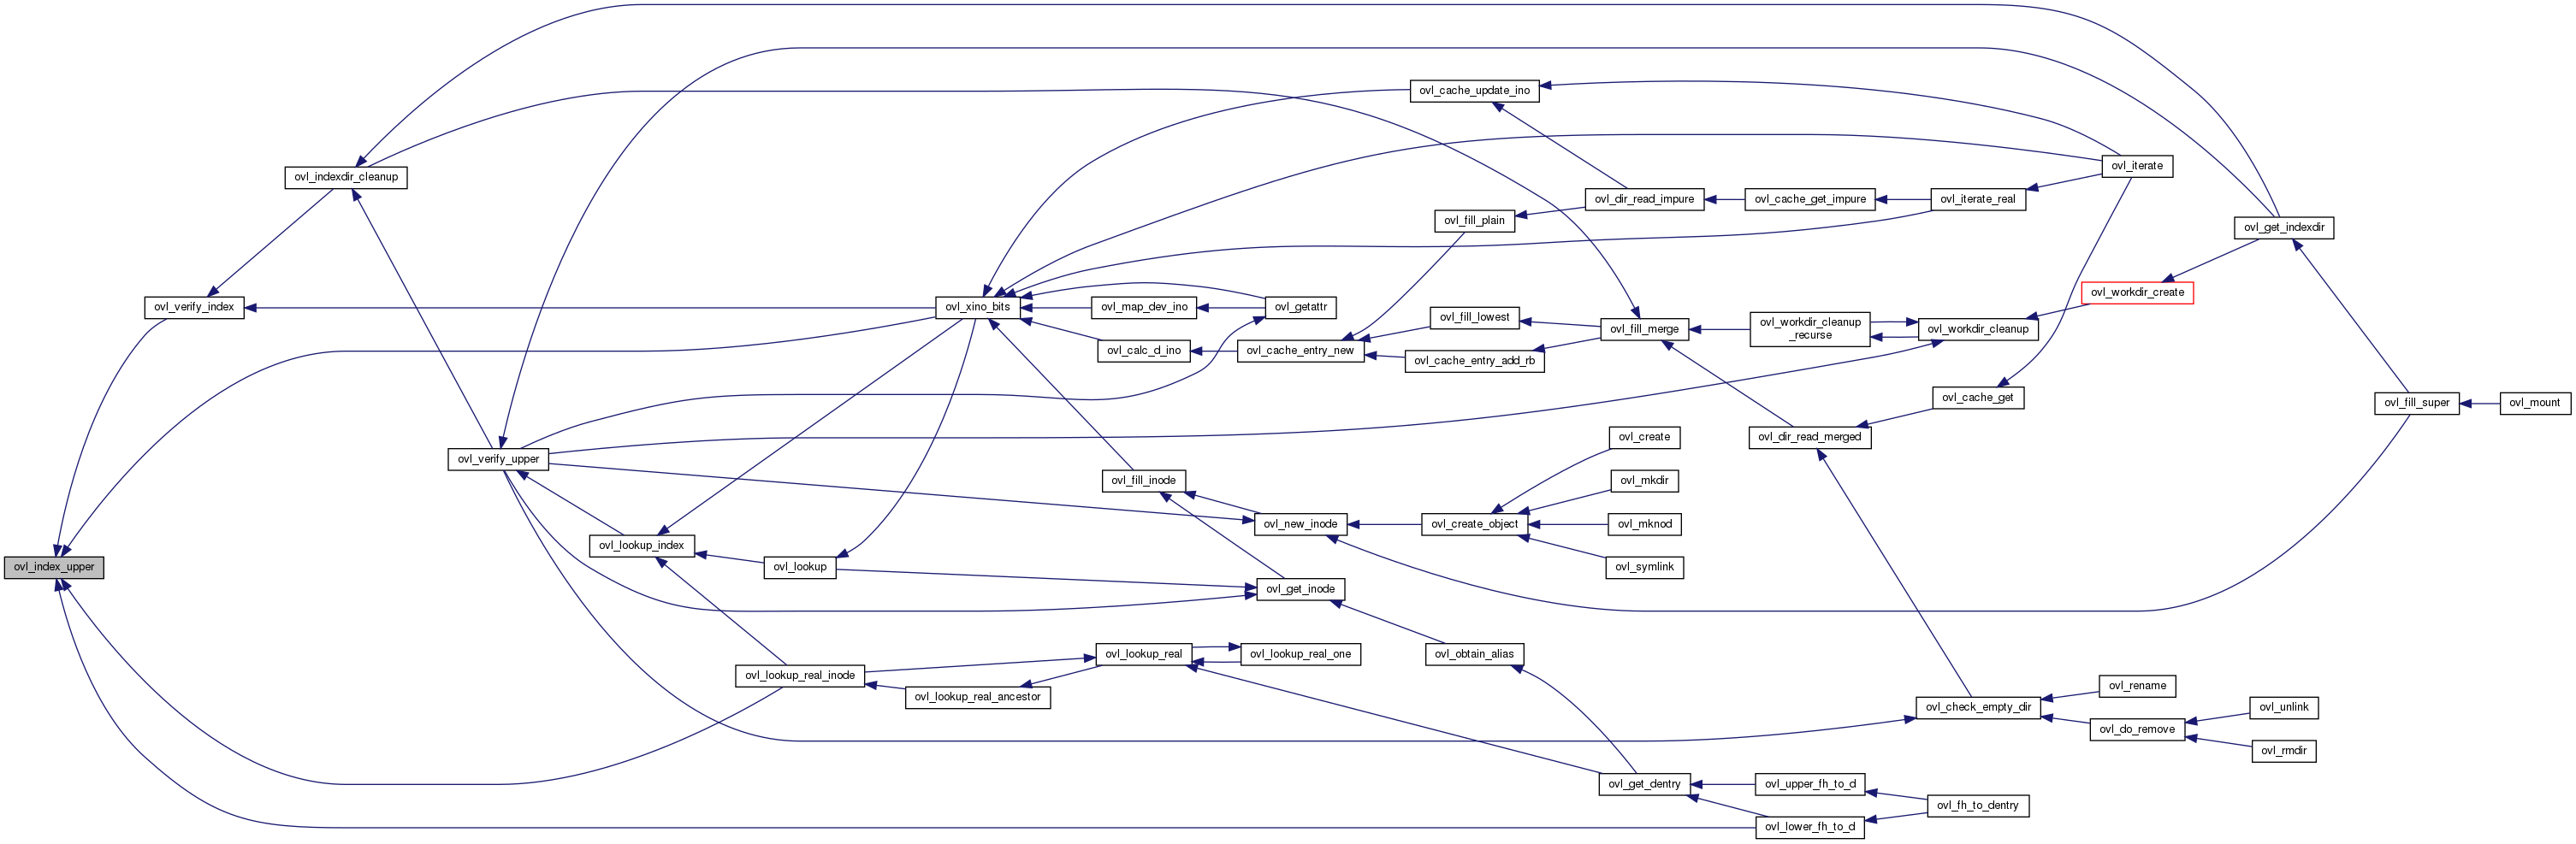 ovl_index_upper
ovl_verify_index
ovl_indexdir_cleanup
ovl_verify_upper
ovl_lookup_index
ovl_lookup_real_inode
ovl_lookup
ovl_lookup_real_ancestor
ovl_xino_bits
ovl_map_dev_ino
ovl_calc_d_ino
ovl_fill_inode
ovl_lookup_real
ovl_getattr
ovl_cache_entry_new
ovl_new_inode
ovl_get_inode
ovl_lookup_real_one
ovl_cache_update_ino
ovl_fill_plain
ovl_fill_lowest
ovl_cache_entry_add_rb
ovl_create_object
ovl_obtain_alias
ovl_dir_read_impure
ovl_fill_merge
ovl_create
ovl_mkdir
ovl_mknod
ovl_symlink
ovl_get_dentry
ovl_cache_get_impure
ovl_workdir_cleanup
_recurse
ovl_dir_read_merged
ovl_upper_fh_to_d
ovl_lower_fh_to_d
ovl_iterate_real
ovl_workdir_cleanup
ovl_cache_get
ovl_check_empty_dir
ovl_fh_to_dentry
ovl_iterate
ovl_workdir_create
ovl_rename
ovl_do_remove
ovl_get_indexdir
ovl_unlink
ovl_rmdir
ovl_fill_super
ovl_mount